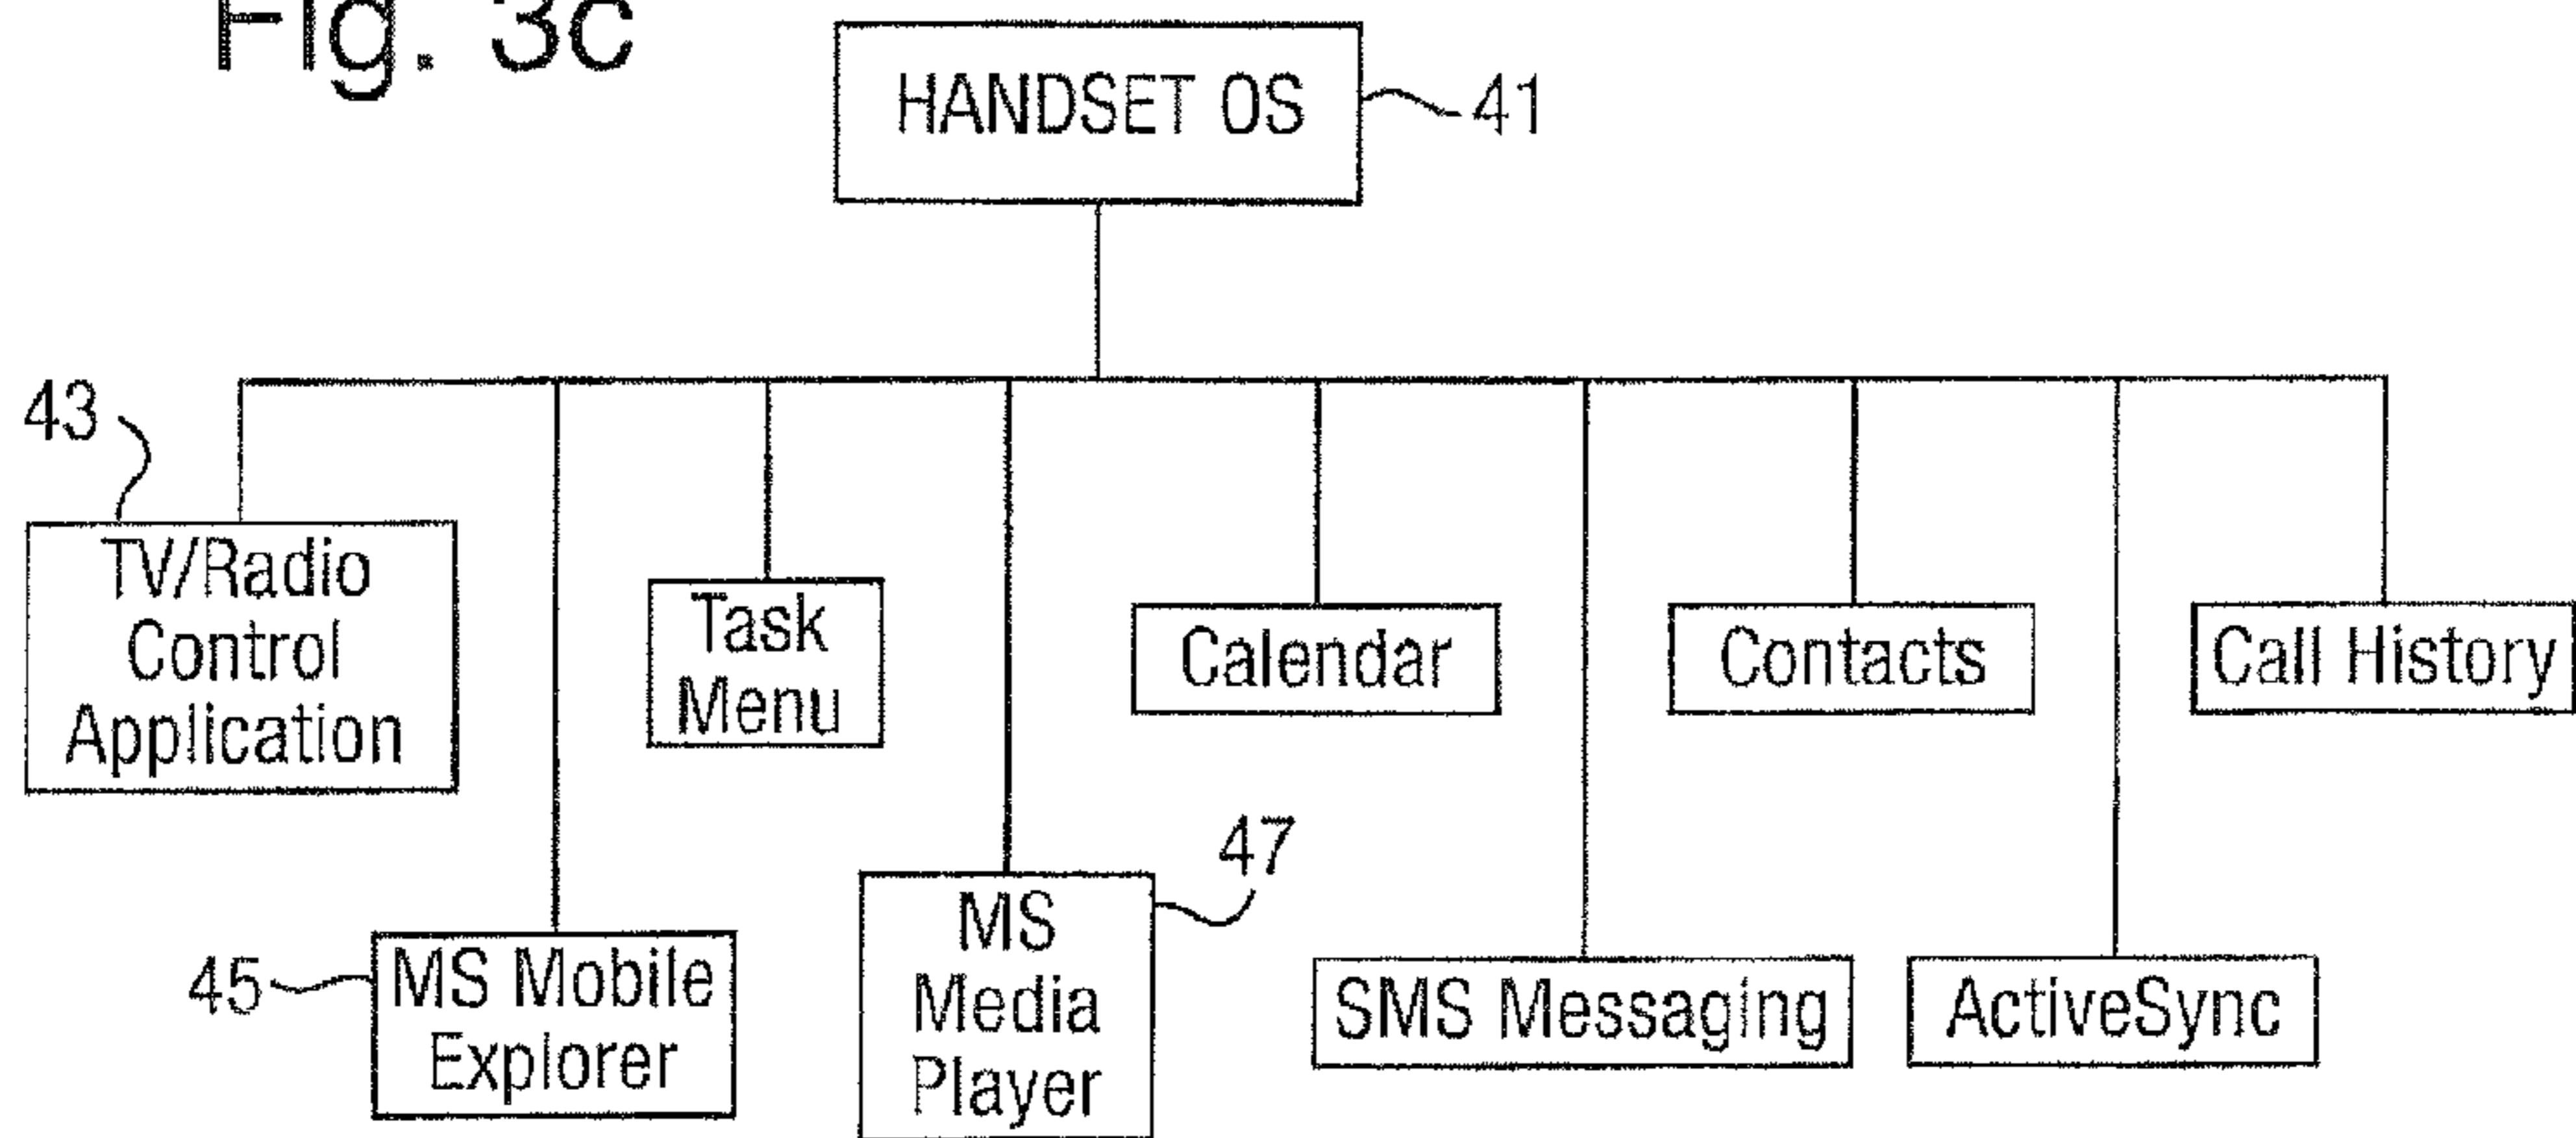 Fig. 3c
HANDSET OS
41
43
TV/Radio
Control
Application
Task
Menu
Calendar
Contacts
Call History
47
45
MS Mobile
Explorer
MS
Media
Player
SMS Messaging
ActiveSync